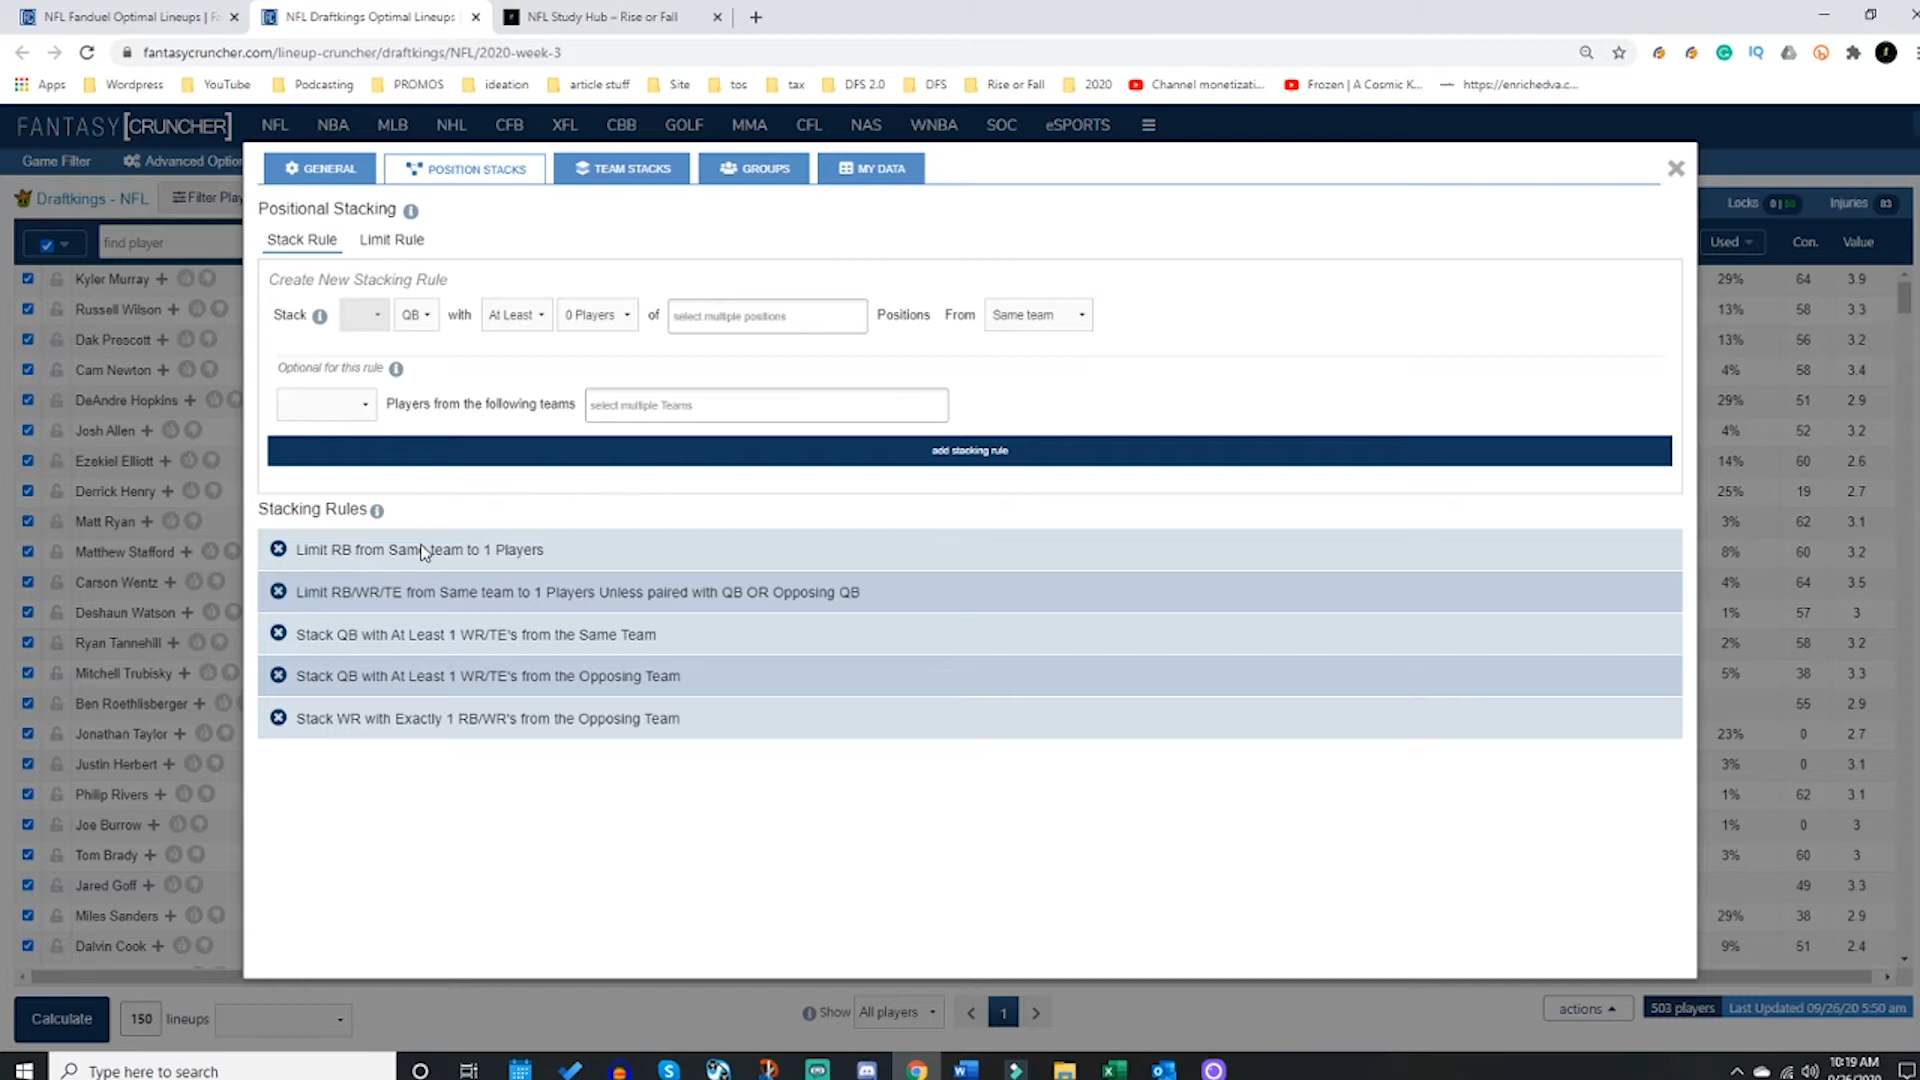 NFL Fanduel Optimal Lineups | F
NFL Draftkings Optimal Lineups
NFL Study Hub – Rise or Fall
fantasycruncher.com/lineup-cruncher/draftkings/NFL/2020-week-3
Apps Wordpress YouTube Podcasting PROMOS ideation article stuff Site tos tax DFS 2.0 DFS Rise or Fall 2020 Channel monetizati... Frozen | A Cosmic K... https://enrichedva.c...
FANTASY [CRUNCHER] NFL NBA MLB NHL CFB XFL CBB GOLF MMA CFL NAS WNBA SOC eSPORTS
Game Filter Advanced Optio
GENERAL POSITION STACKS TEAM STACKS GROUPS MY DATA
Draftkings - NFL Filter Play
Locks 0 | Injuries 83
Positional Stacking
Stack Rule Limit Rule
find player
Used Con. Value
Create New Stacking Rule
Stack QB with At Least 0 Players of select multiple positions Positions From Same team
Optional for this rule
Players from the following teams select multiple Teams
add stacking rule
Stacking Rules
Limit RB from Same team to 1 Players
Limit RB/WR/TE from Same team to 1 Players Unless paired with QB OR Opposing QB
Stack QB with At Least 1 WR/TE's from the Same Team
Stack QB with At Least 1 WR/TE's from the Opposing Team
Stack WR with Exactly 1 RB/WR's from the Opposing Team
Kyler Murray 29% 64 3.9
Russell Wilson 13% 58 3.3
Dak Prescott 13% 56 3.2
Cam Newton 4% 58 3.4
DeAndre Hopkins 29% 51 2.9
Josh Allen 4% 52 3.2
Ezekiel Elliott 14% 60 2.6
Derrick Henry 25% 19 2.7
Matt Ryan 3% 62 3.1
Matthew Stafford 8% 60 3.2
Carson Wentz 4% 64 3.5
Deshaun Watson 1% 57 3
Ryan Tannehill 2% 58 3.2
Mitchell Trubisky 5% 38 3.3
Ben Roethlisberger 55 2.9
Jonathan Taylor 23% 0 2.7
Justin Herbert 3% 0 3.1
Philip Rivers 1% 62 3.1
Joe Burrow 1% 0 3
Tom Brady 3% 60 3
Jared Goff 49 3.3
Miles Sanders 29% 38 2.9
Dalvin Cook 9% 51 2.4
Calculate 150 lineups Show All players 1 actions 503 players Last Updated 09/26/20 5:50 am
Type here to search
10:19 AM